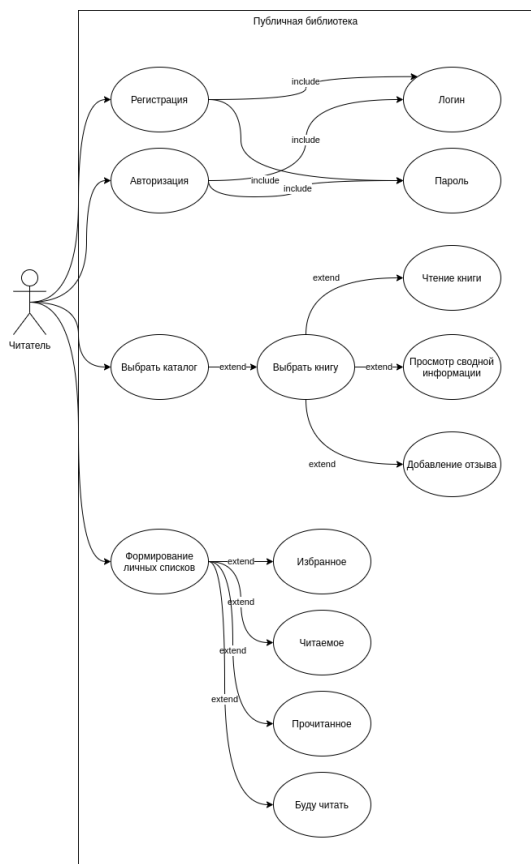 Публичная библиотека
Регистрация
include
Логин
include
Авторизация
include
include
Пароль
Читатель
extend
Чтение книги
Выбрать каталог
extend
Выбрать книгу
extend
Просмотр сводной
информации
extend
Добавление отзыва
Формирование
личных списков
extend
Избранное
extend
Читаемое
extend
Прочитанное
Буду читать